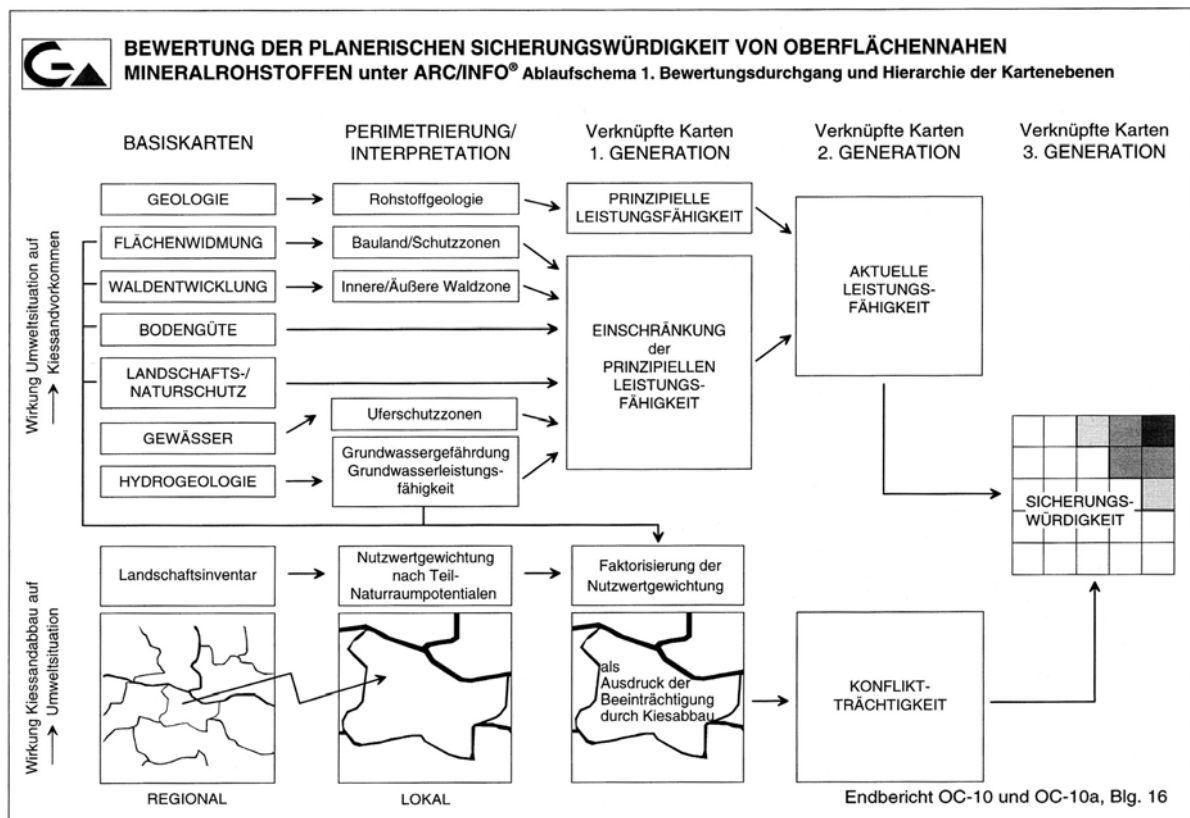 BEWERTUNG DER PLANERISCHEN SICHERUNGSWÜRDIGKEIT VON OBERFLÄCHENNAHEN
MINERALROHSTOFFEN unter ARC/INFO® Ablaufschema 1. Bewertungsdurchgang und Hierarchie der Kartenebenen
BASISKARTEN
PERIMETRIERUNG/
INTERPRETATION
Verknüpfte Karten
1. GENERATION
Verknüpfte Karten
2. GENERATION
Verknüpfte Karten
3. GENERATION
Wirkung Umweltsituation auf
Kiessandvorkommen
GEOLOGIE
Rohstoffgeologie
PRINZIPIELLE
LEISTUNGSFÄHIGKEIT
FLÄCHENWIDMUNG
Bauland/Schutzzonen
WALDENTWICKLUNG
Innere/Äußere Waldzone
BODENGÜTE
LANDSCHAFTS-/
NATURSCHUTZ
GEWÄSSER
Uferschutzzonen
HYDROGEOLOGIE
Grundwassergefährdung
Grundwasserleistungs-
fähigkeit
EINSCHRÄNKUNG
der
PRINZIPIELLEN
LEISTUNGS-
FÄHIGKEIT
AKTUELLE
LEISTUNGS-
FÄHIGKEIT
SICHERUNGS-
WÜRDIGKEIT
Wirkung Kiessandabbau auf
Umweltsituation
Landschaftsinventar
Nutzwertgewichtung
nach Teil-
Naturraumpotentialen
Faktorisierung der
Nutzwertgewichtung
als
Ausdruck der
Beeinträchtigung
durch Kiesabbau
KONFLIKT-
TRÄCHTIGKEIT
REGIONAL
LOKAL
Endbericht OC-10 und OC-10a, Blg. 16